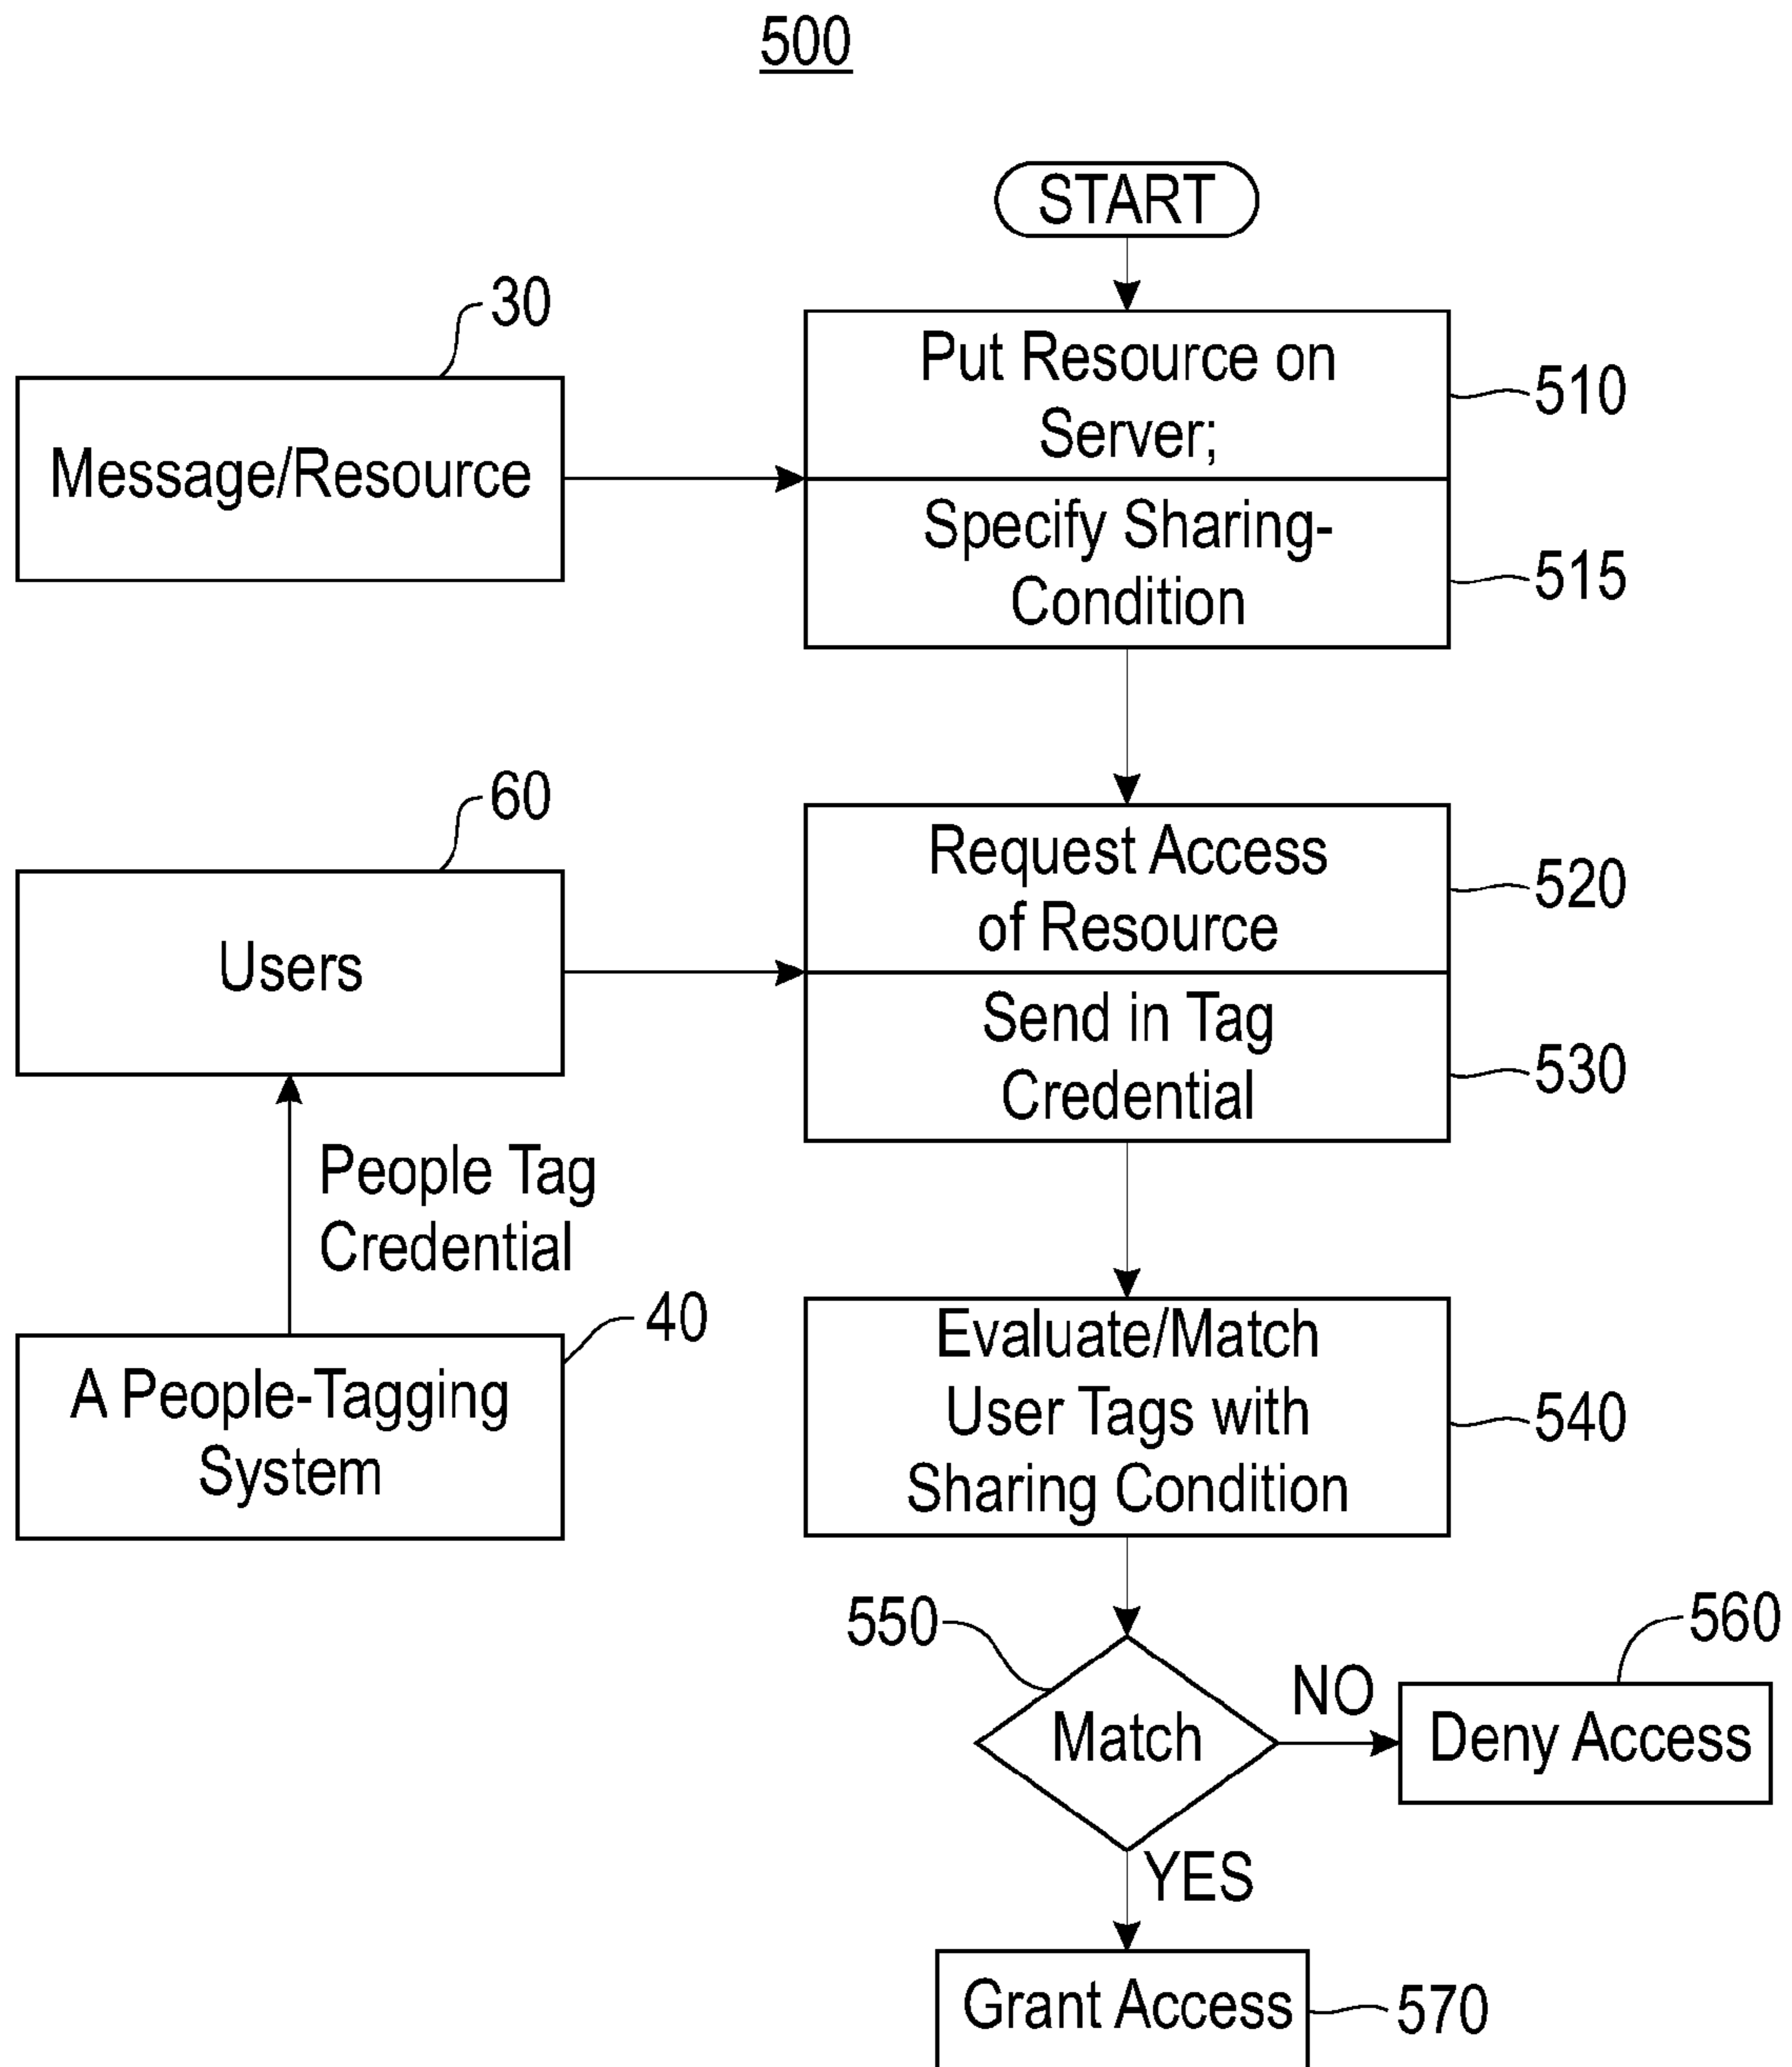 500
START
30
Message/Resource
Put Resource on
Server;
510
Specify Sharing-
Condition
515
60
Users
Request Access
of Resource
520
Send in Tag
Credential
530
People Tag
Credential
40
A People-Tagging
System
Evaluate/Match
User Tags with
Sharing Condition
540
550
Match
NO
560
Deny Access
YES
Grant Access
570